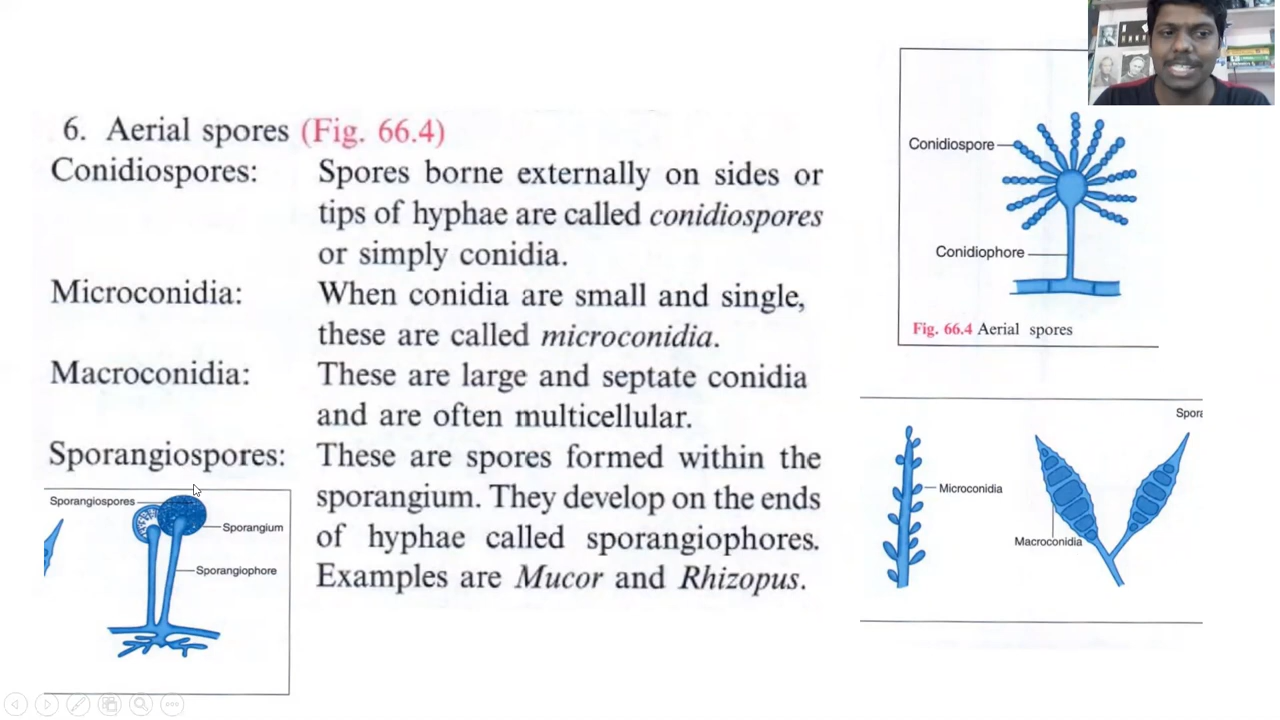 6. Aerial spores (Fig. 66.4)
Conidiospores: Spores borne externally on sides or
tips of hyphae are called conidiospores
or simply conidia.
Microconidia: When conidia are small and single,
these are called microconidia.
Macroconidia: These are large and septate conidia
and are often multicellular.
Sporangiospores: These are spores formed within the
sporangium. They develop on the ends
of hyphae called sporangiophores.
Examples are Mucor and Rhizopus.
Sporangiospores
Sporangium
Sporangiophore
Conidiospore
Conidiophore
Fig. 66.4 Aerial spores
Spora
Microconidia
Macroconidia